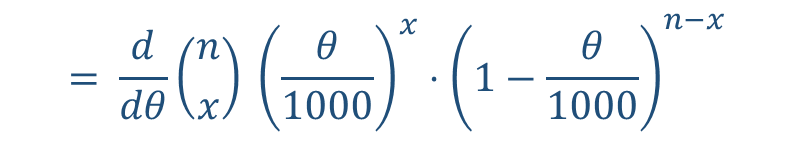 = d/dθ (n x) (θ/1000)^x · (1 − θ/1000)^(n−x)